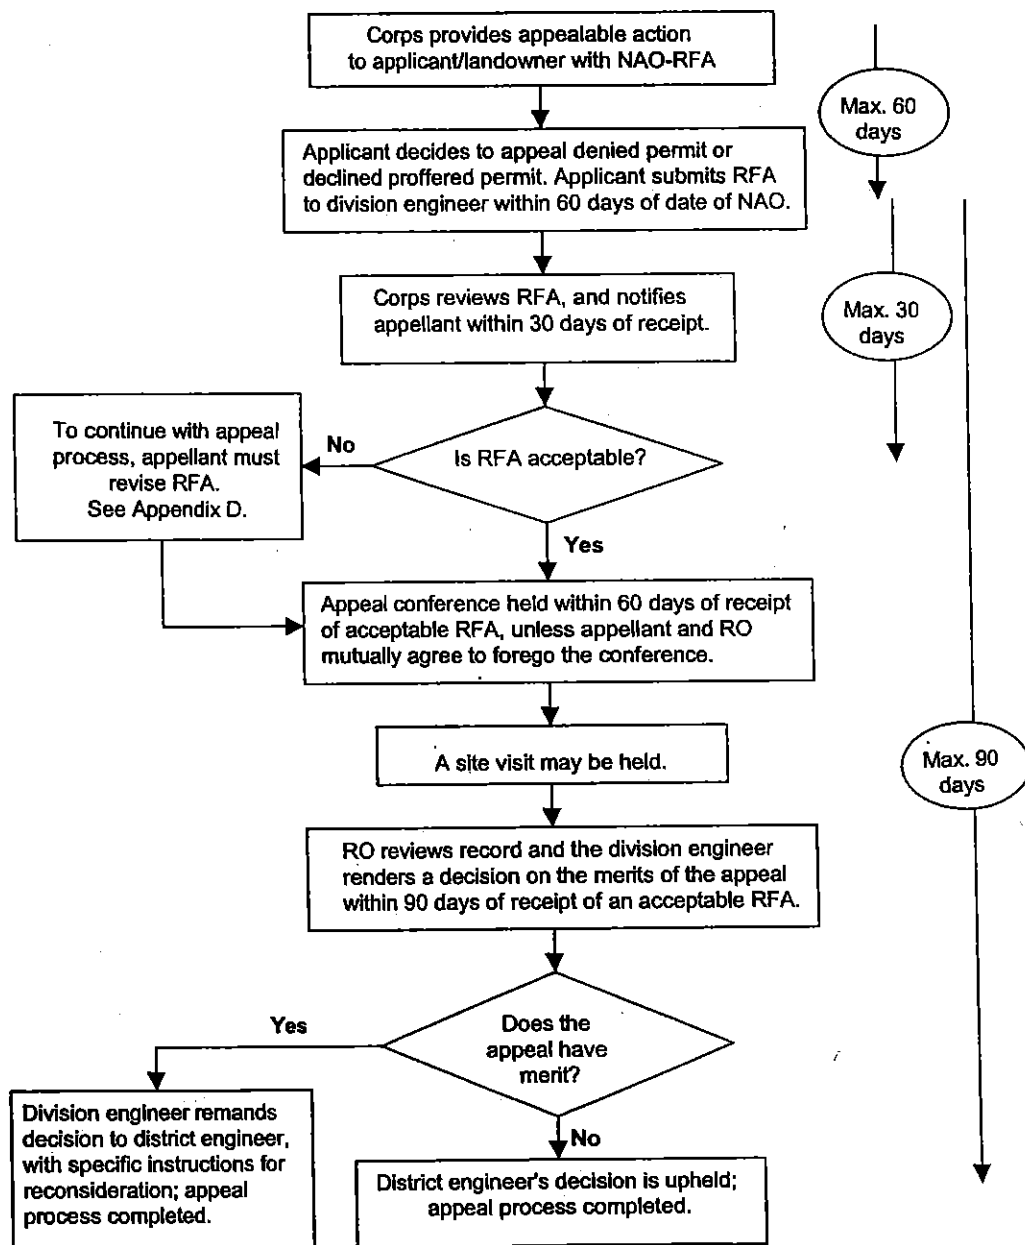 Corps provides appealable action
to applicant/landowner with NAO-RFA
Max. 60
days
Applicant decides to appeal denied permit or
declined proffered permit. Applicant submits RFA
to division engineer within 60 days of date of NAO.
Corps reviews RFA, and notifies
appellant within 30 days of receipt.
Max. 30
days
To continue with appeal
process, appellant must
revise RFA.
See Appendix D.
No
Is RFA acceptable?
Yes
Appeal conference held within 60 days of receipt
of acceptable RFA, unless appellant and RO
mutually agree to forego the conference.
A site visit may be held.
Max. 90
days
RO reviews record and the division engineer
renders a decision on the merits of the appeal
within 90 days of receipt of an acceptable RFA.
Yes
Does the
appeal have
merit?
Division engineer remands
decision to district engineer,
with specific instructions for
reconsideration; appeal
process completed.
No
District engineer's decision is upheld;
appeal process completed.